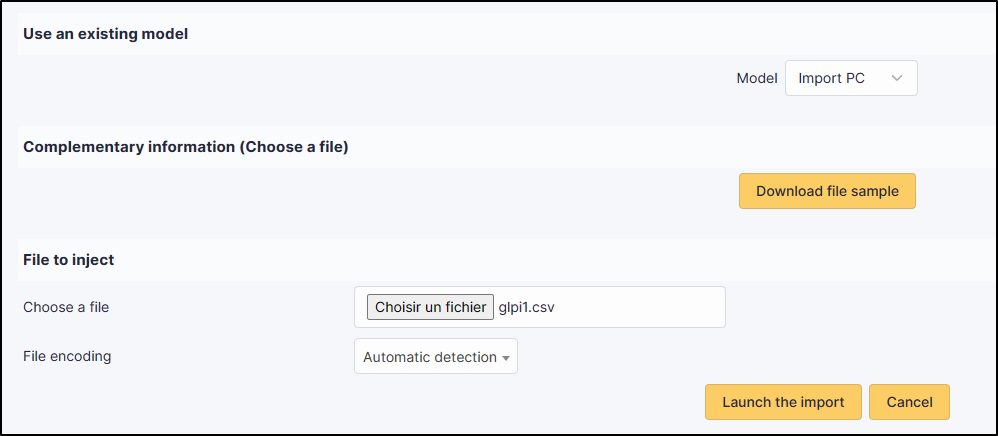 Use an existing model
Model Import PC
Complementary information (Choose a file)
Download file sample
File to inject
Choose a file Choisir un fichier glpi1.csv
File encoding Automatic detection
Launch the import Cancel